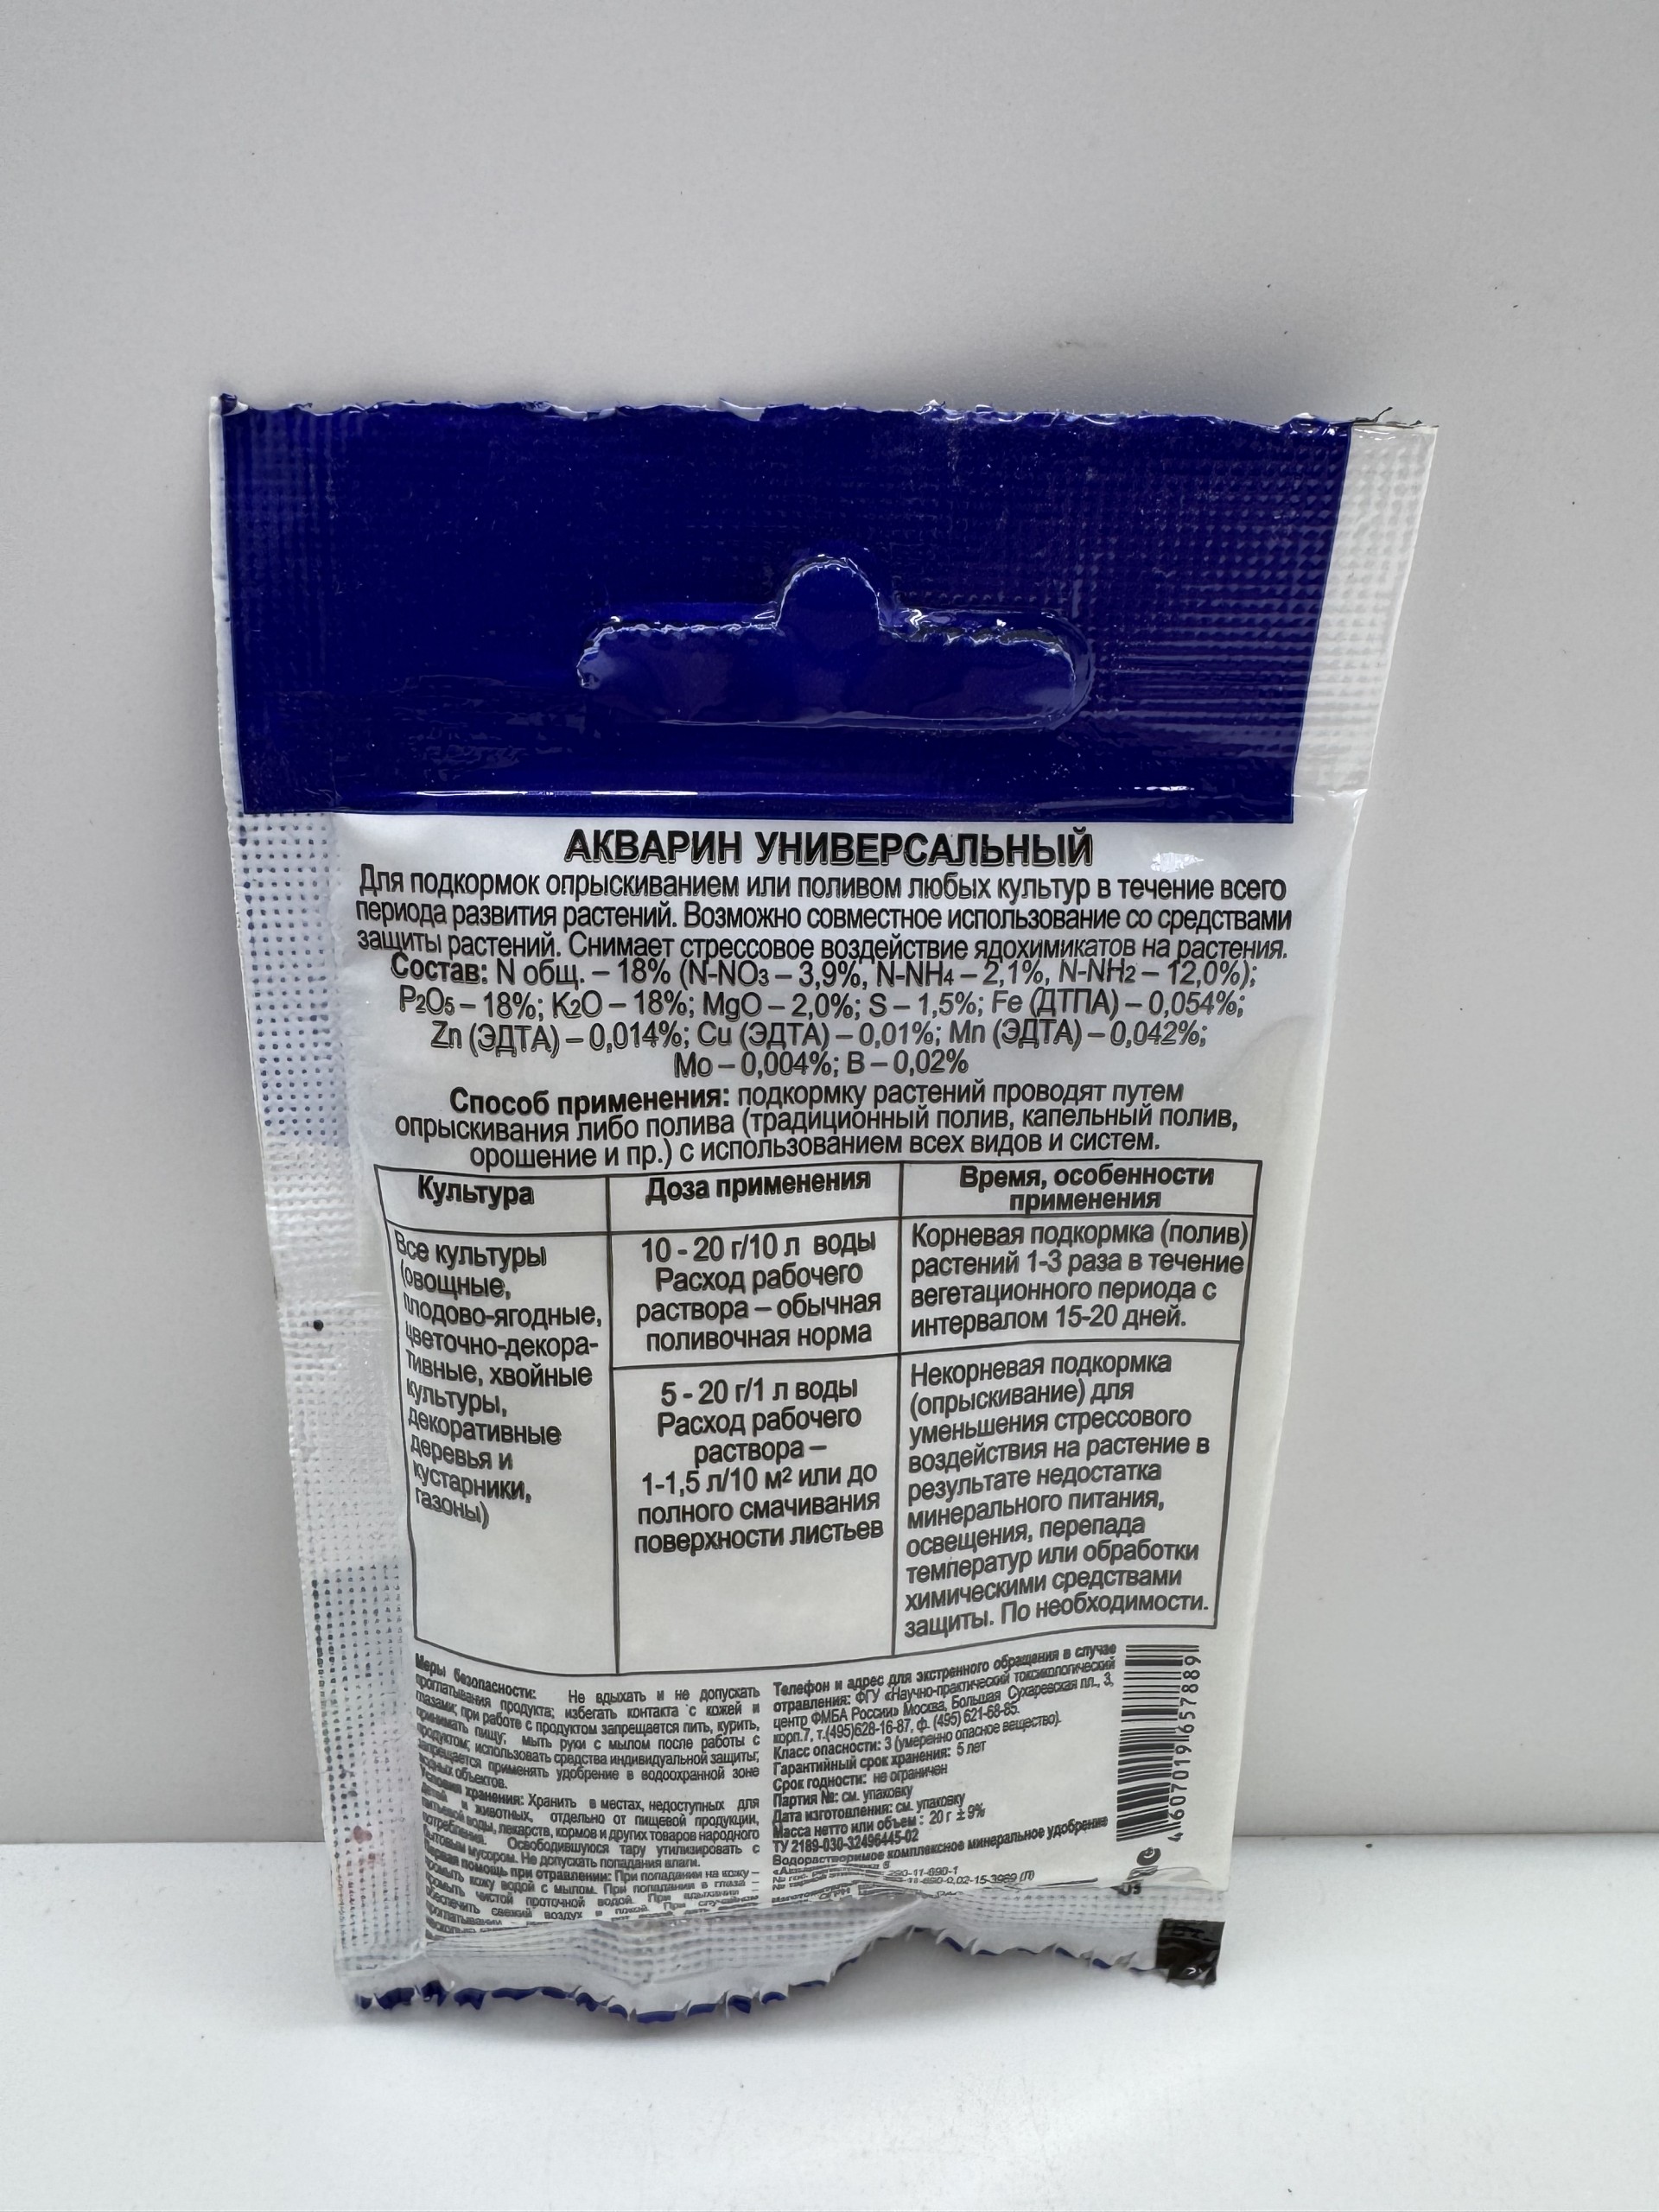 АКВАРИН УНИВЕРСАЛЬНЫЙ
Для подкормок опрыскиванием или поливом любых культур в течение всего
периода развития растений. Возможно совместное использование со средствами
защиты растений. Снимает стрессовое воздействие ядохимикатов на растения.
Состав: N общ. – 18% (N-NO3 – 3,9%, N-NH4 – 2,1%, N-NH2 – 12,0%);
P2O5 – 18%; K2O – 18%; MgO – 2,0%; S – 1,5%; Fe (ДТПА) – 0,054%;
Zn (ЭДТА) – 0,014%; Cu (ЭДТА) – 0,01%; Mn (ЭДТА) – 0,042%;
Mo – 0,004%; B – 0,02%
Способ применения: подкормку растений проводят путем
опрыскивания либо полива (традиционный полив, капельный полив,
орошение и пр.) с использованием всех видов и систем.
Культура
Доза применения
Время, особенности
применения
Все культуры
(овощные,
плодово-ягодные,
цветочно-декора-
тивные, хвойные
культуры,
декоративные
деревья и
кустарники,
газоны)
10 - 20 г/10 л воды
Расход рабочего
раствора – обычная
поливочная норма
Корневая подкормка (полив)
растений 1-3 раза в течение
вегетационного периода с
интервалом 15-20 дней.
5 - 20 г/1 л воды
Расход рабочего
раствора –
1-1,5 л/10 м² или до
полного смачивания
поверхности листьев
Некорневая подкормка
(опрыскивание) для
уменьшения стрессового
воздействия на растение в
результате недостатка
минерального питания,
освещения, перепада
температур или обработки
химическими средствами
защиты. По необходимости.
Меры безопасности: Не вдыхать и не допускать
проглатывания продукта; избегать контакта с кожей и
глазами; при работе с продуктом запрещается пить, курить,
принимать пищу; мыть руки с мылом после работы с
продуктом; использовать средства индивидуальной защиты;
запрещается применять удобрение в водоохранной зоне
водных объектов.
Условия хранения: Хранить в местах, недоступных для
детей и животных, отдельно от пищевой продукции,
питьевой воды, лекарств, кормов и других товаров народного
потребления. Освободившуюся тару утилизировать с
бытовым мусором. Не допускать попадания влаги.
Первая помощь при отравлении: При попадании на кожу –
промыть кожу водой с мылом. При попадании в глаза –
промыть чистой проточной водой. При вдыхании
обеспечить свежий воздух и покой. При случайном
проглатывании
Телефон и адрес для экстренного обращения в случае
отравления: ФГУ «Научно-практический токсикологический
центр ФМБА России» Москва, Большая Сухаревская пл., 3,
корп.7, т.(495)628-16-87, ф. (495) 621-68-85.
Класс опасности: 3 (умеренно опасное вещество).
Гарантийный срок хранения: 5 лет
Срок годности: не ограничен
Партия №: см. упаковку
Дата изготовления: см. упаковку
Масса нетто или объем : 20 г ± 9%
ТУ 2189-030-32496445-02
Водорастворимое комплексное минеральное удобрение
4 607019 657889